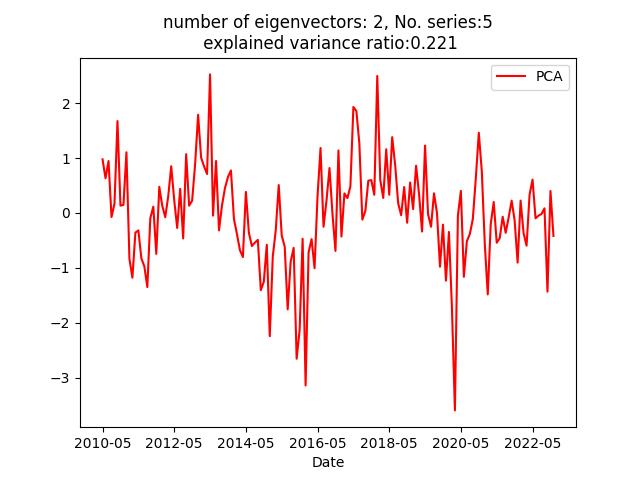 number of eigenvectors: 2, No. series:5
explained variance ratio:0.221
PCA
2
1
0
−1
−2
−3
2010-05 2012-05 2014-05 2016-05 2018-05 2020-05 2022-05
Date